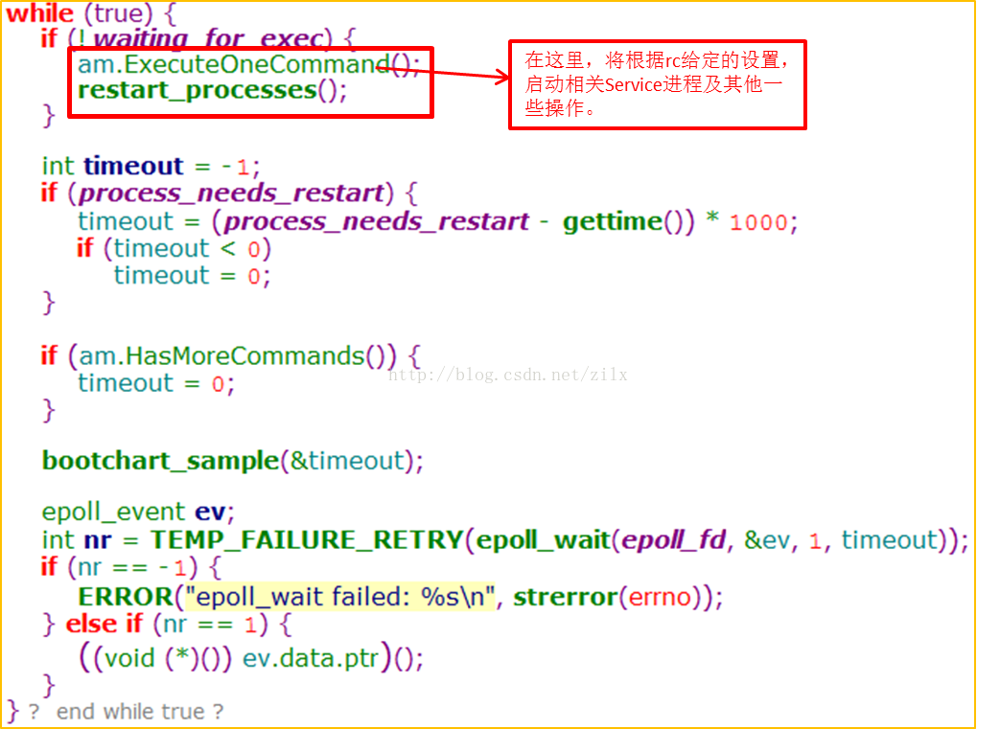 while (true) {
if (! waiting_for_exec) {
am.ExecuteOneCommand();
restart_processes();
}
在这里，将根据rc给定的设置，
启动相关Service进程及其他一
些操作。
int timeout = -1;
if (process_needs_restart) {
timeout = (process_needs_restart - gettime()) * 1000;
if (timeout < 0)
timeout = 0;
}
if (am.HasMoreCommands()) {
timeout = 0;
}
http://blog.csdn.net/zilx
bootchart_sample(&timeout);
epoll_event ev;
int nr = TEMP_FAILURE_RETRY(epoll_wait(epoll_fd, &ev, 1, timeout));
if (nr == -1) {
ERROR("epoll_wait failed: %s\n", strerror(errno));
} else if (nr == 1) {
((void (*)()) ev.data.ptr)();
}
} ? end while true ?